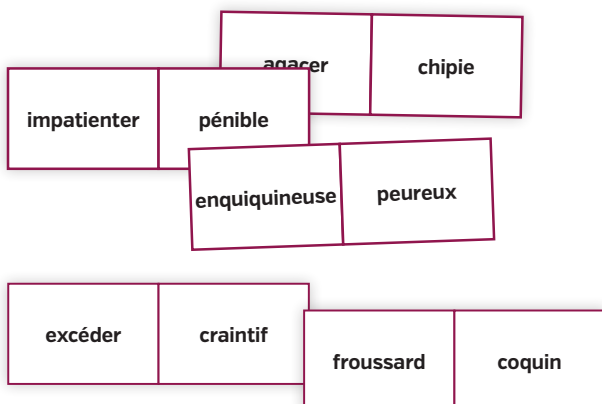 agacer chipie
impatienter pénible
enquiquineuse peureux
excéder craintif
froussard coquin